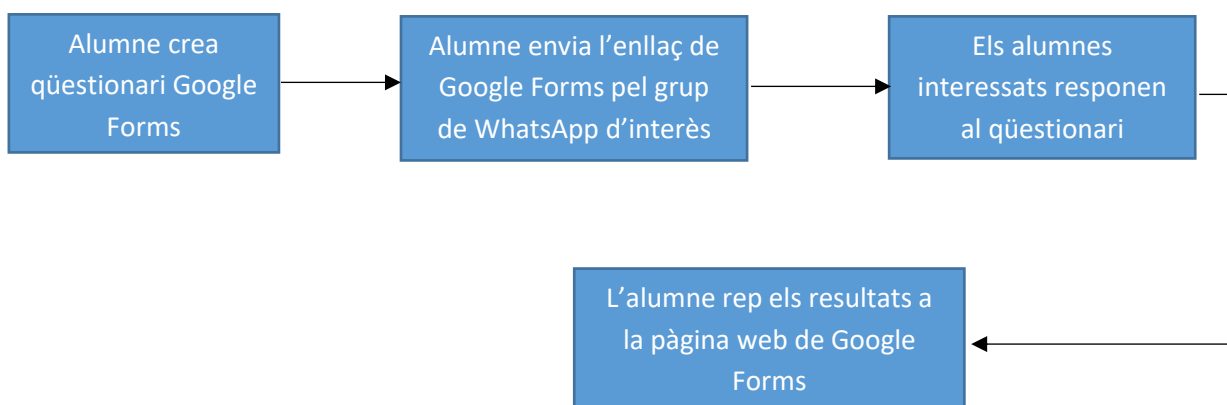 Alumne crea
qüestionari Google
Forms
Alumne envia l’enllaç de
Google Forms pel grup
de WhatsApp d’interès
Els alumnes
interessats responen
al qüestionari
L’alumne rep els resultats a
la pàgina web de Google
Forms